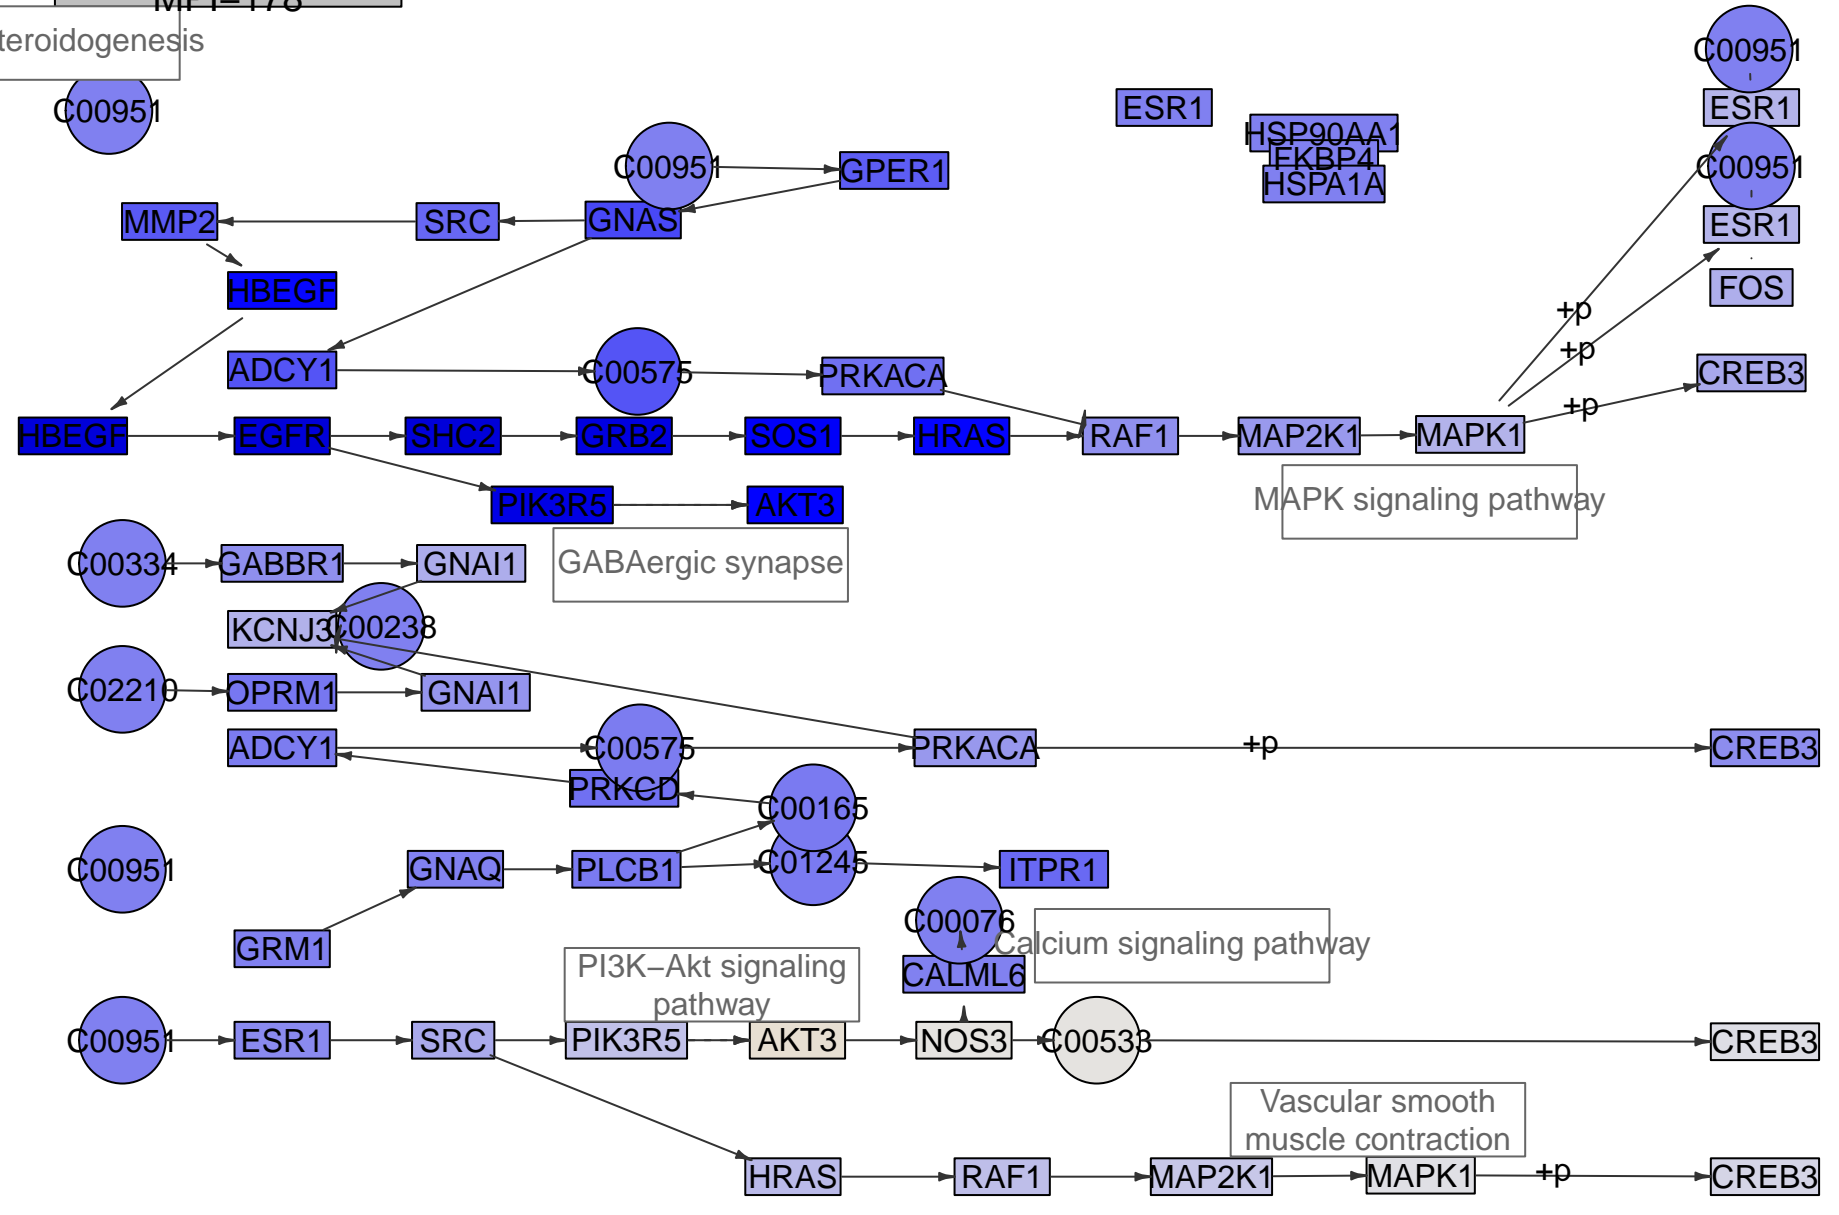 teroidogenesis
C00951
C00951
ESR1
ESR1
HSP90AA1
FKBP4
HSPA1A
C00951
GPER1
C00951
ESR1
MMP2
SRC
GNAS
HBEGF
FOS
+p
+p
ADCY1
C00575
PRKACA
CREB3
+p
HBEGF
EGFR
SHC2
GRB2
SOS1
HRAS
RAF1
MAP2K1
MAPK1
PIK3R5
AKT3
MAPK signaling pathway
C00334
GABBR1
GNAI1
GABAergic synapse
KCNJ3
C00238
C02210
OPRM1
GNAI1
ADCY1
C00575
PRKACA
+p
CREB3
PRKCD
C00165
C00951
GNAQ
PLCB1
C01245
ITPR1
GRM1
C00076
Calcium signaling pathway
CALML6
PI3K–Akt signaling
pathway
C00951
ESR1
SRC
PIK3R5
AKT3
NOS3
C00533
CREB3
Vascular smooth
muscle contraction
HRAS
RAF1
MAP2K1
MAPK1
+p
CREB3